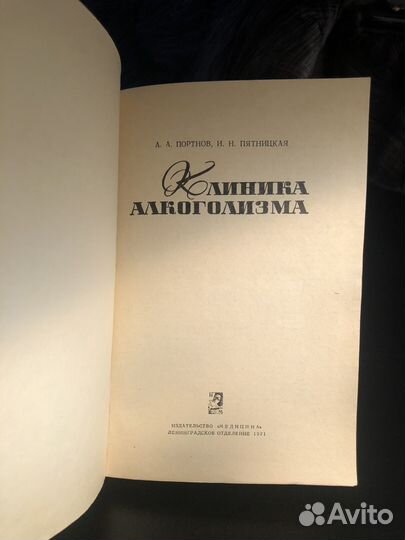 А. А. ПОРТНОВ, И. Н. ПЯТНИЦКАЯ
КЛИНИКА
АЛКОГОЛИЗМА
ИЗДАТЕЛЬСТВО «МЕДИЦИНА»
ЛЕНИНГРАДСКОЕ ОТДЕЛЕНИЕ 1971
Avito